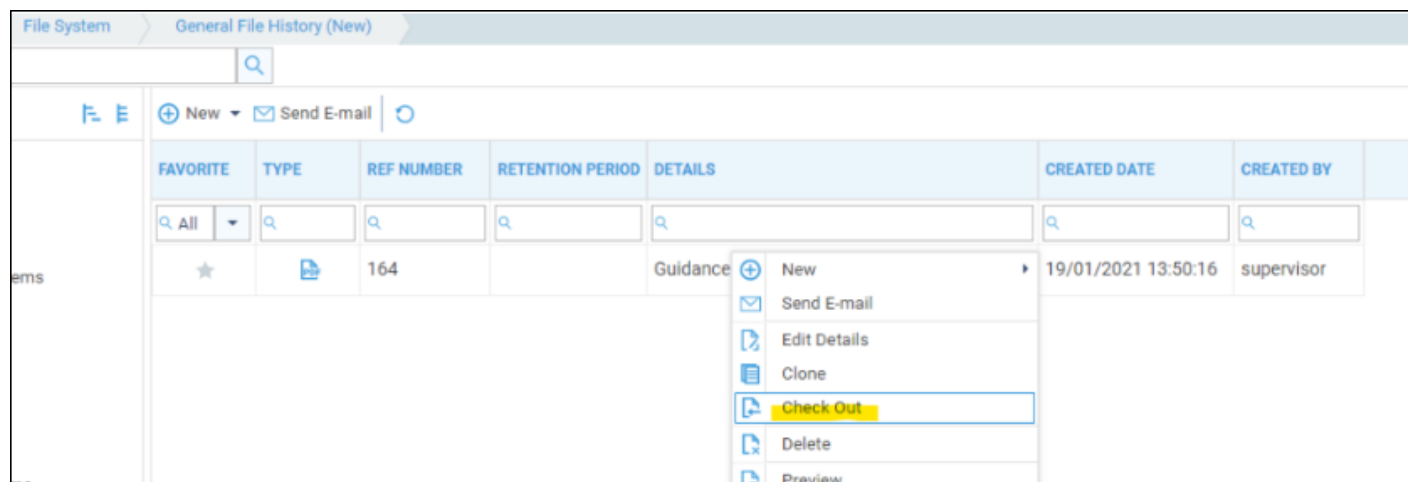 File System General File History (New)
New Send E-mail
FAVORITE TYPE REF NUMBER RETENTION PERIOD DETAILS CREATED DATE CREATED BY
All
ems 164 Guidance New 19/01/2021 13:50:16 supervisor
Send E-mail
Edit Details
Clone
Check Out
Delete
Preview